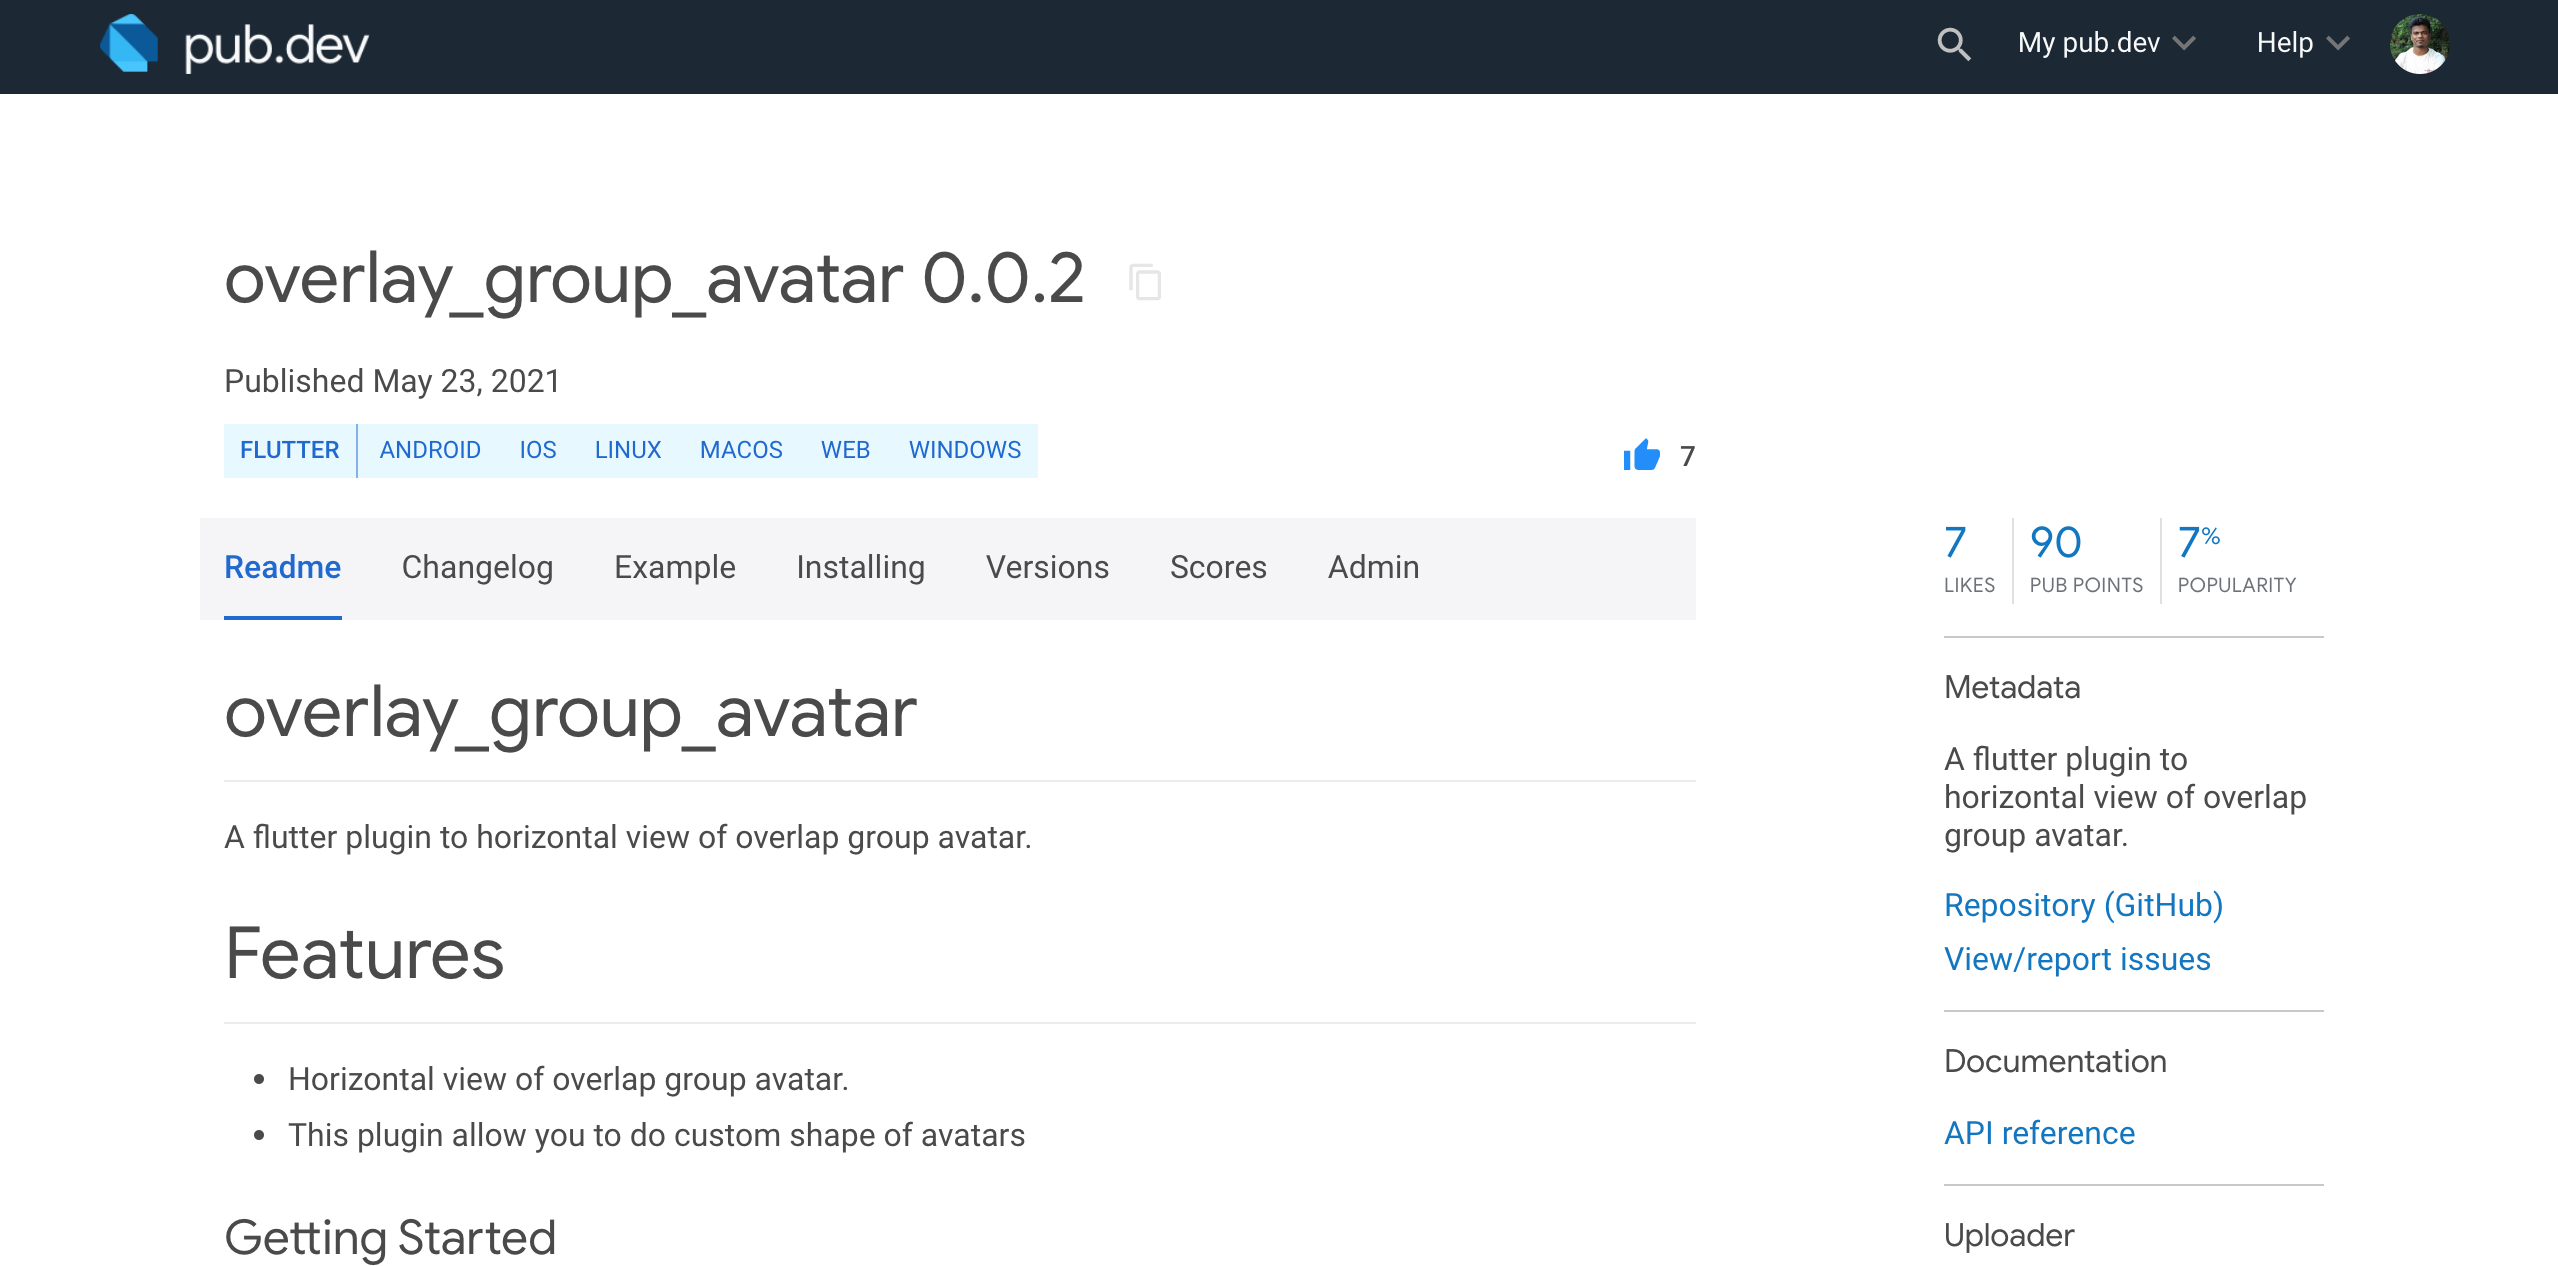 pub.dev
My pub.dev
Help
overlay_group_avatar 0.0.2
Published May 23, 2021
FLUTTER ANDROID IOS LINUX MACOS WEB WINDOWS
7
Readme Changelog Example Installing Versions Scores Admin
overlay_group_avatar
A flutter plugin to horizontal view of overlap group avatar.
Features
• Horizontal view of overlap group avatar.
• This plugin allow you to do custom shape of avatars
Getting Started
7 90 7%
LIKES PUB POINTS POPULARITY
Metadata
A flutter plugin to
horizontal view of overlap
group avatar.
Repository (GitHub)
View/report issues
Documentation
API reference
Uploader